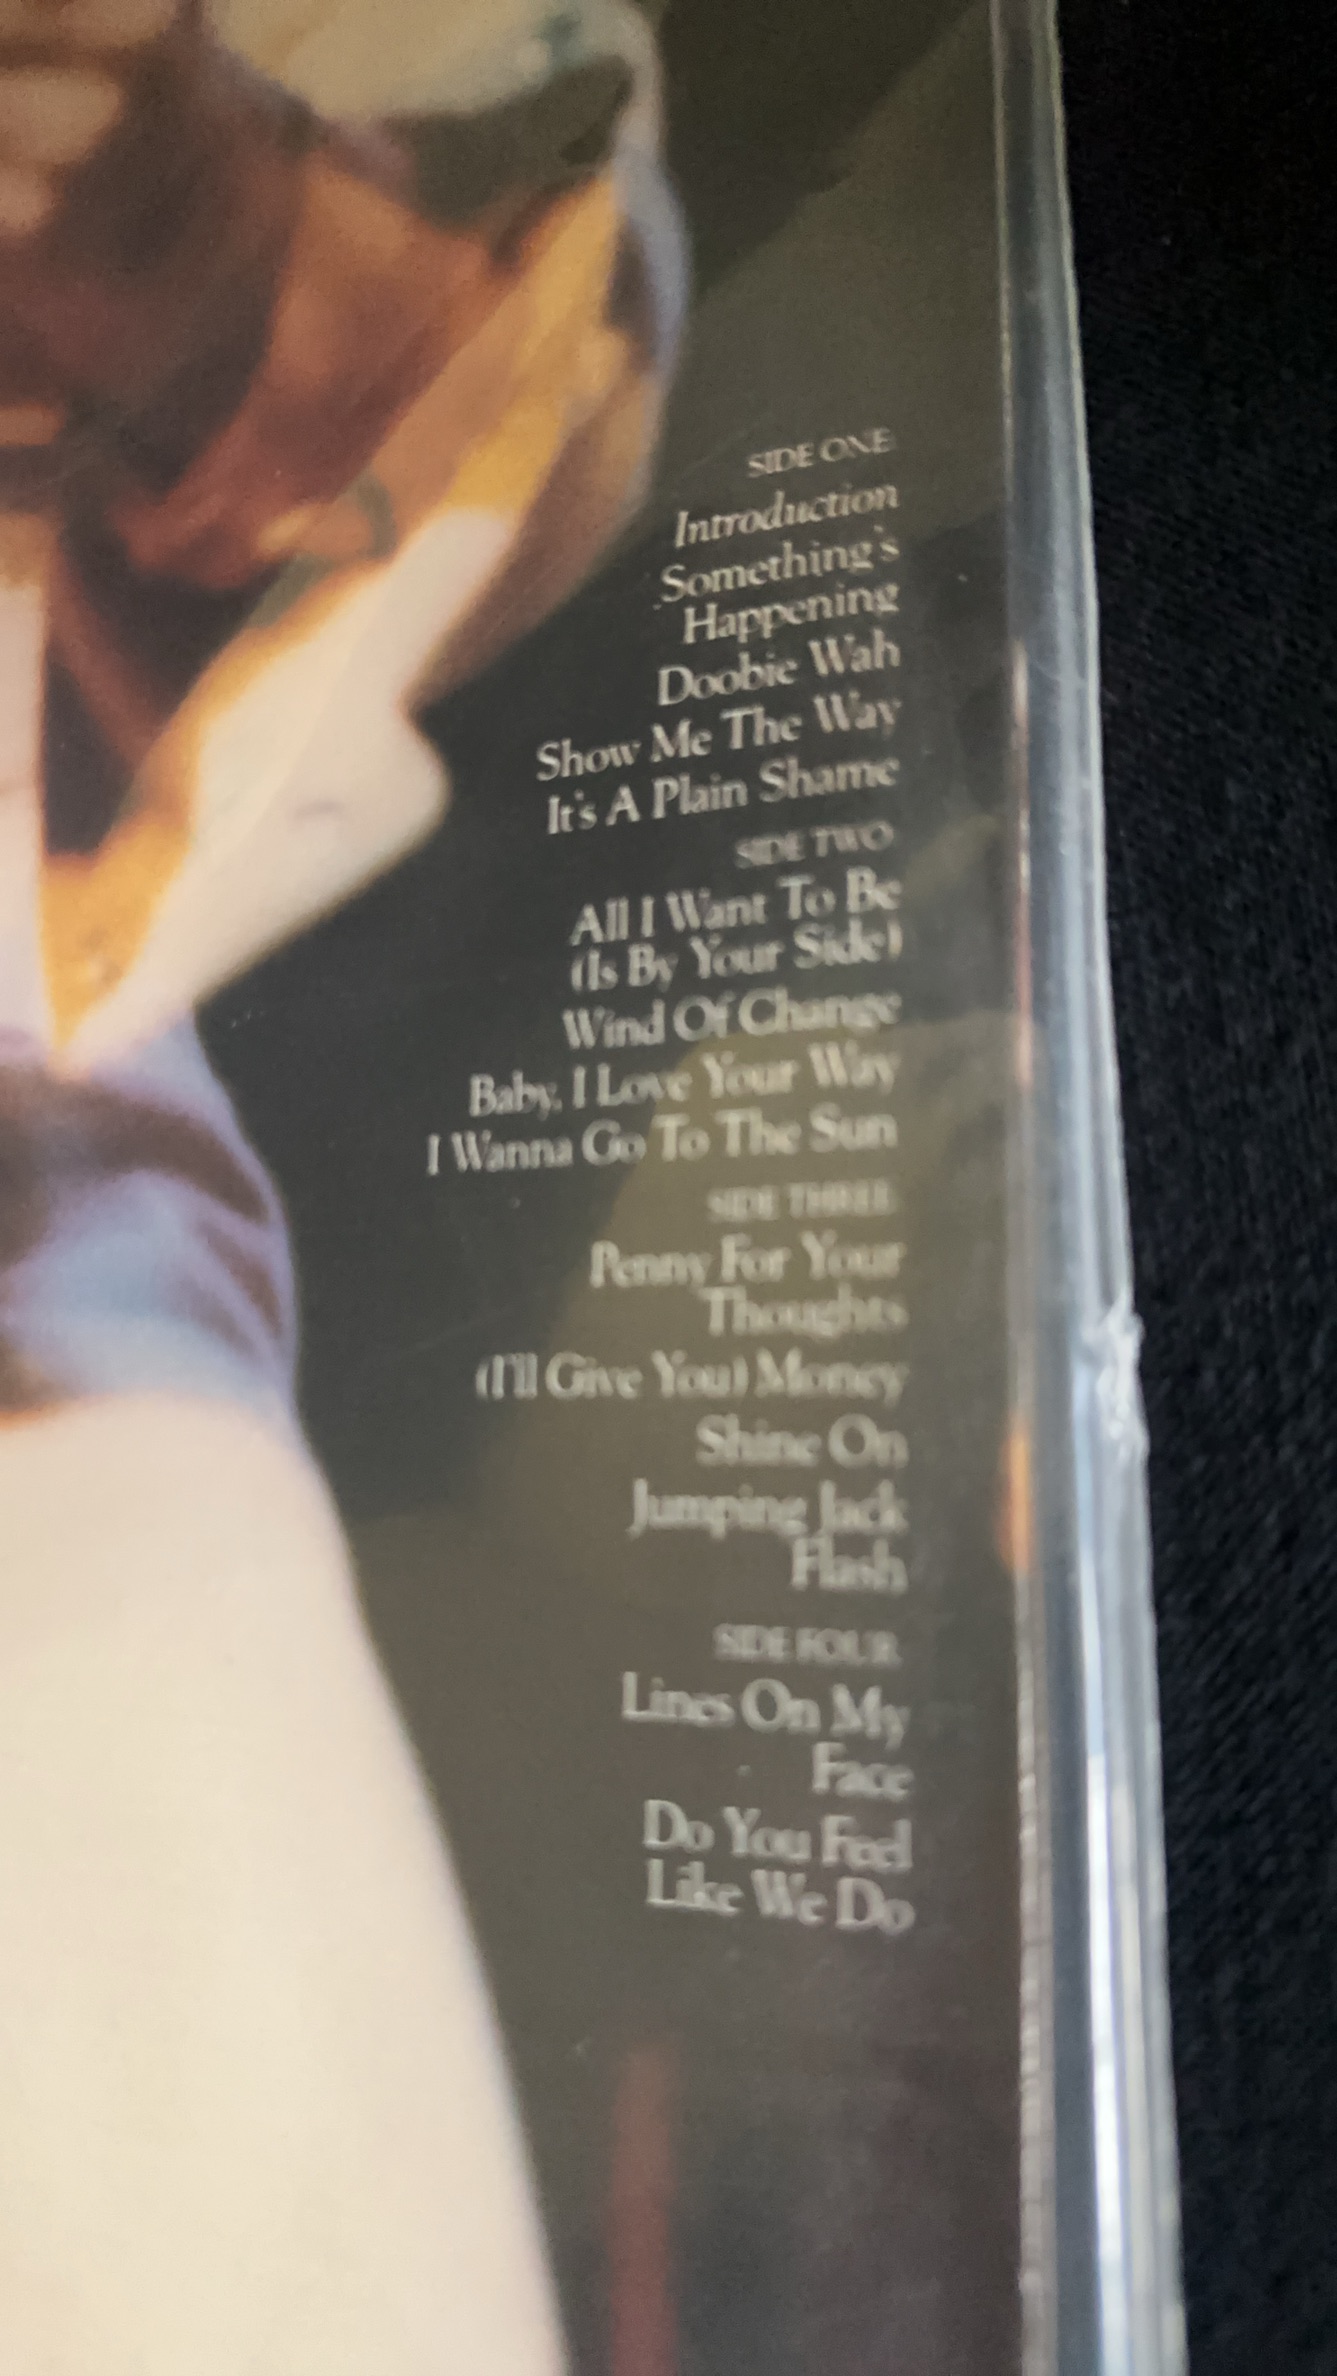 SIDE ONE
Introduction
Something's
Happening
Doobie Wah
Show Me The Way
It's A Plain Shame
SIDE TWO
All I Want To Be
(Is By Your Side)
Wind Of Change
Baby, I Love Your Way
I Wanna Go To The Sun
SIDE THREE
Penny For Your
Thoughts
(I'll Give You) Money
Shine On
Jumping Jack
Flash
SIDE FOUR
Lines On My
Face
Do You Feel
Like We Do